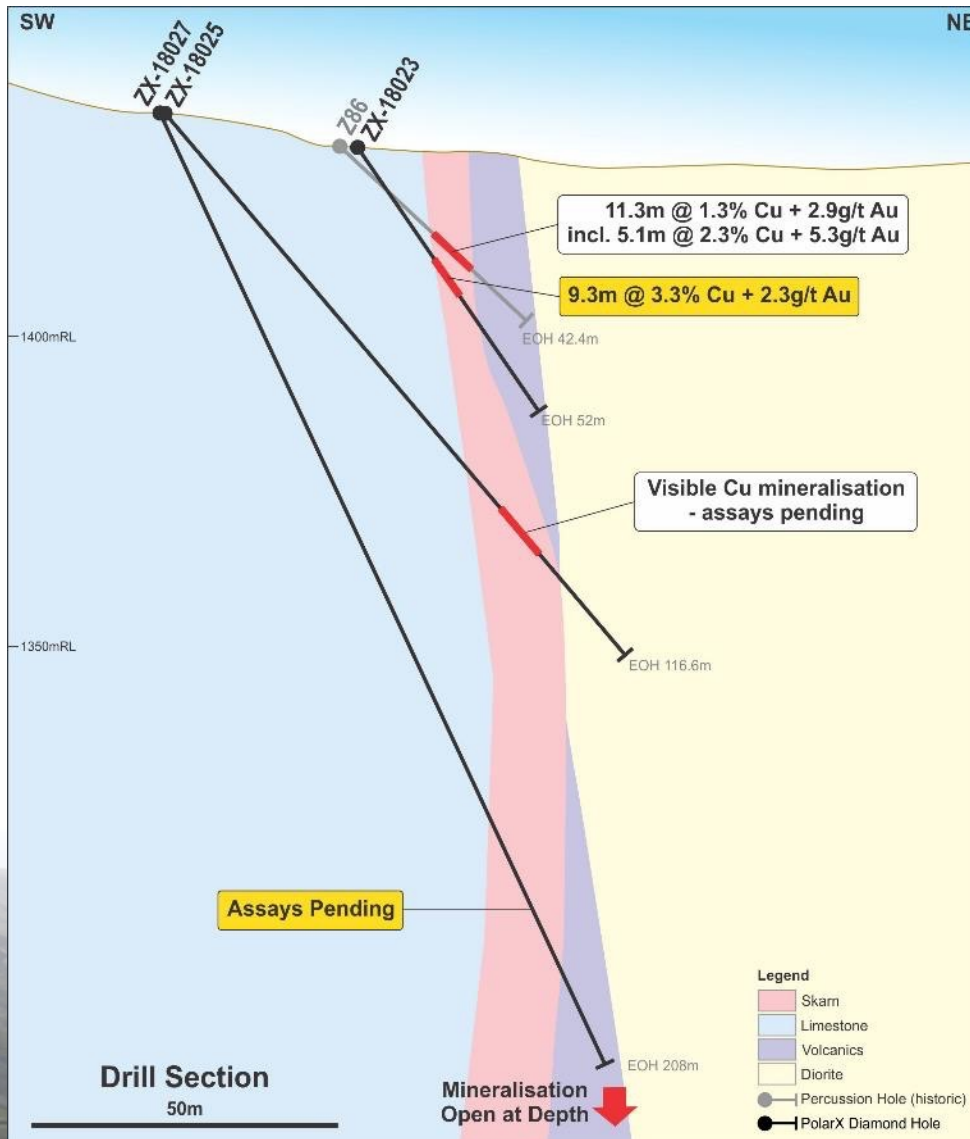 SW
NE
ZX-18027
ZX-18025
Z86
ZX-18023
11.3m @ 1.3% Cu + 2.9g/t Au
incl. 5.1m @ 2.3% Cu + 5.3g/t Au
9.3m @ 3.3% Cu + 2.3g/t Au
1400mRL
EOH 42.4m
EOH 52m
Visible Cu mineralisation
- assays pending
1350mRL
EOH 116.6m
Assays Pending
EOH 208m
Drill Section
50m
Mineralisation
Open at Depth
Legend
Skarn
Limestone
Volcanics
Diorite
Percussion Hole (historic)
PolarX Diamond Hole